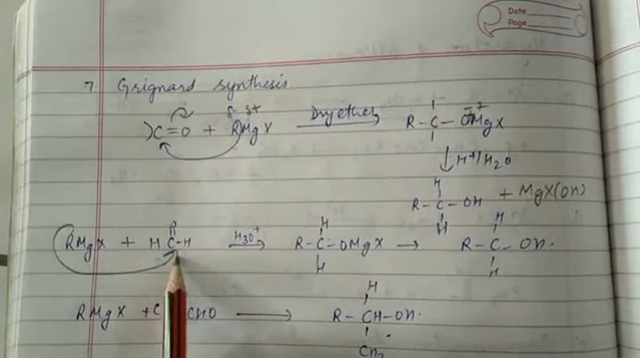 Date
Page
7. Grignard synthesis
C=O + RMgX Dry ether R-C-OMgX
H+/H2O
R-C-OH + MgX(OH)
RMgX + H-C-H H3O+ R-C-OMgX → R-C-OH.
RMgX + C CHO → R-CH-OH.
CH3